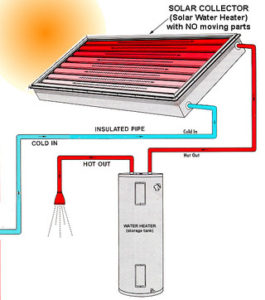 SOLAR COLLECTOR
(Solar Water Heater)
with NO moving parts
Cold In
INSULATED PIPE
COLD IN
Hot Out
HOT OUT
WATER HEATER
(storage tank)